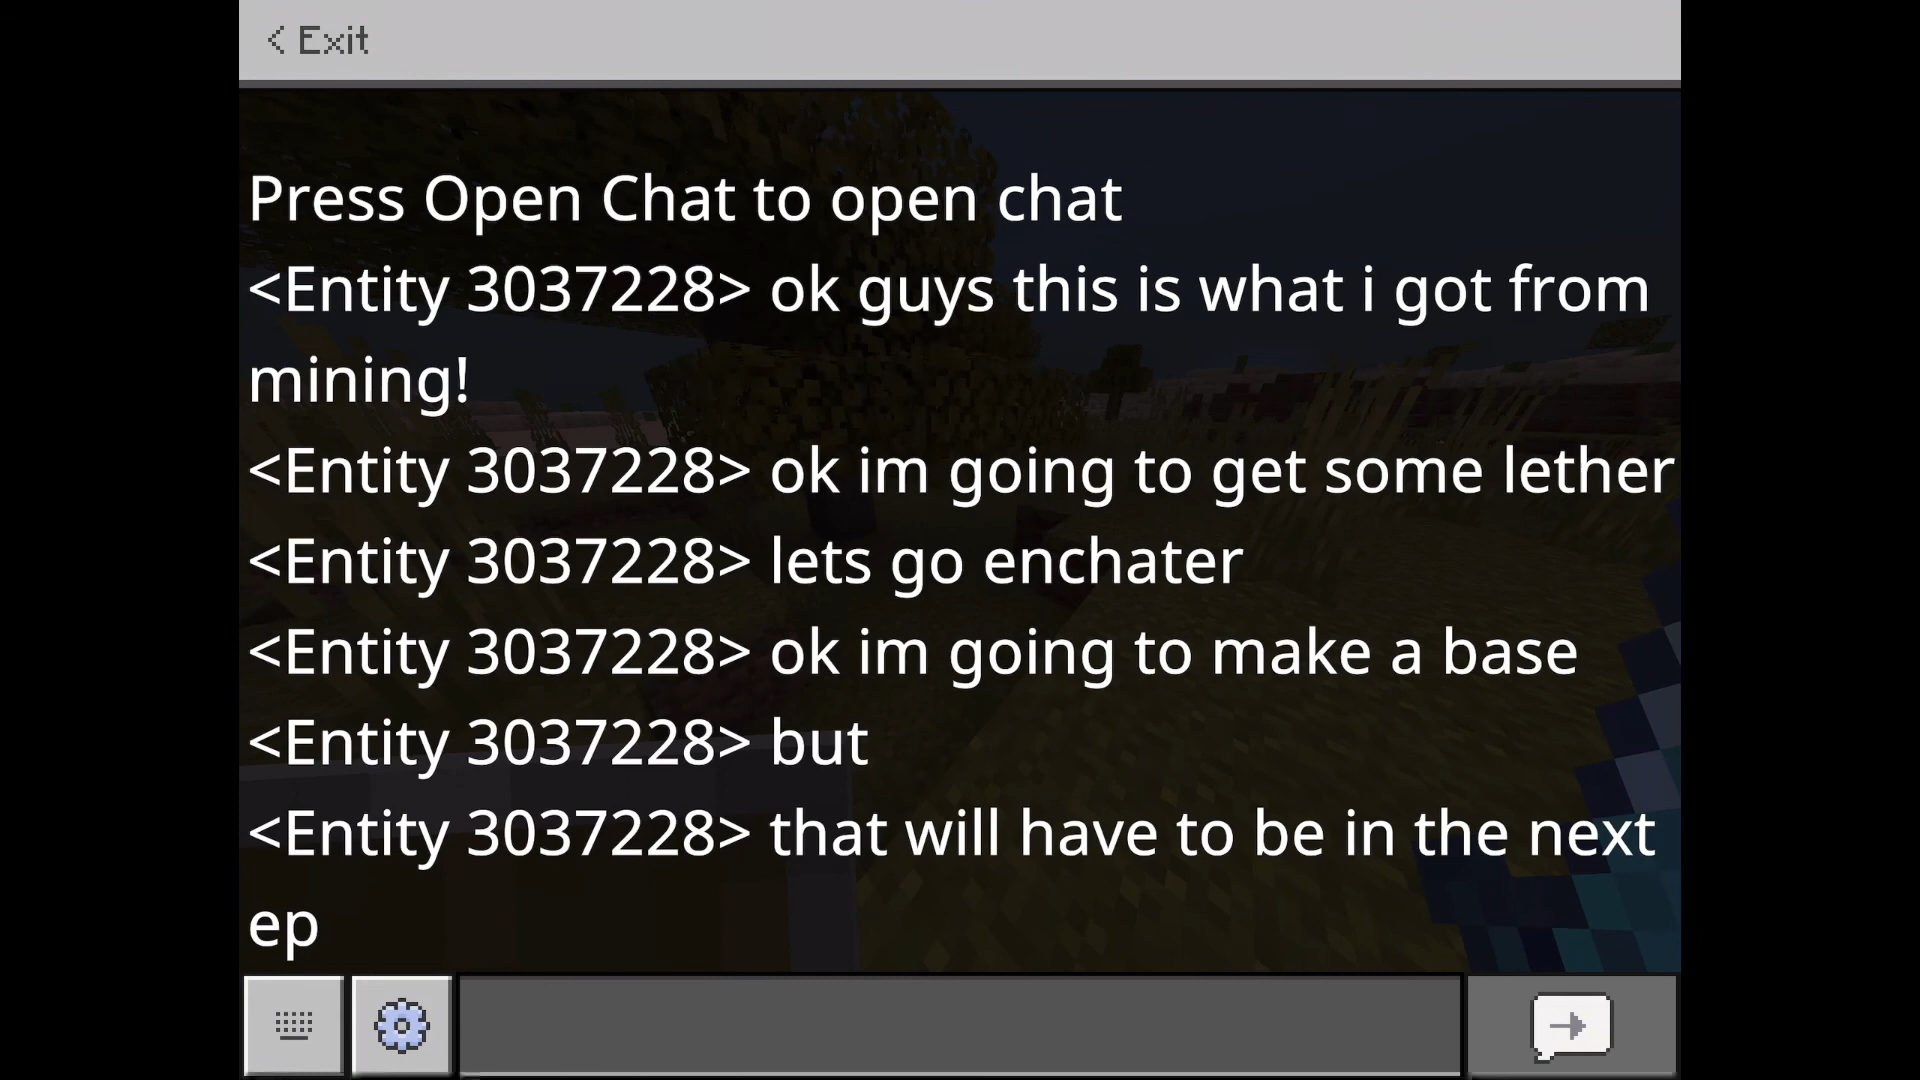 < Exit
Press Open Chat to open chat
<Entity 3037228> ok guys this is what i got from
mining!
<Entity 3037228> ok im going to get some lether
<Entity 3037228> lets go enchater
<Entity 3037228> ok im going to make a base
<Entity 3037228> but
<Entity 3037228> that will have to be in the next
ep